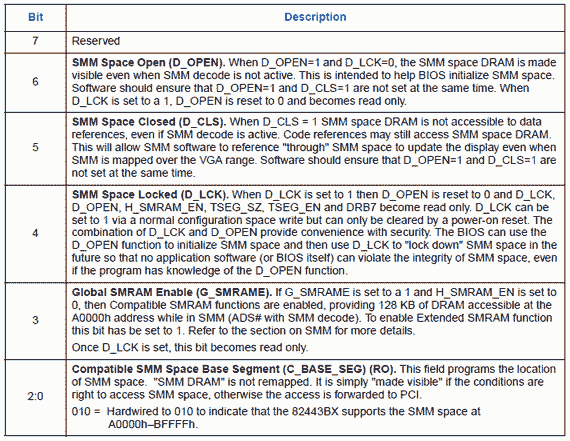 Bit Description
7 Reserved
SMM Space Open (D_OPEN). When D_OPEN=1 and D_LCK=0, the SMM space DRAM is made
visible even when SMM decode is not active. This is intended to help BIOS initialize SMM space.
6 Software should ensure that D_OPEN=1 and D_CLS=1 are not set at the same time. When
D_LCK is set to a 1, D_OPEN is reset to 0 and becomes read only.
SMM Space Closed (D_CLS). When D_CLS = 1 SMM space DRAM is not accessible to data
references, even if SMM decode is active. Code references may still access SMM space DRAM.
5 This will allow SMM software to reference "through" SMM space to update the display even when
SMM is mapped over the VGA range. Software should ensure that D_OPEN=1 and D_CLS=1 are
not set at the same time.
SMM Space Locked (D_LCK). When D_LCK is set to 1 then D_OPEN is reset to 0 and D_LCK,
D_OPEN, H_SMRAM_EN, TSEG_SZ, TSEG_EN and DRB7 become read only. D_LCK can be
set to 1 via a normal configuration space write but can only be cleared by a power-on reset. The
4 combination of D_LCK and D_OPEN provide convenience with security. The BIOS can use the
D_OPEN function to initialize SMM space and then use D_LCK to "lock down" SMM space in the
future so that no application software (or BIOS itself) can violate the integrity of SMM space, even
if the program has knowledge of the D_OPEN function.
Global SMRAM Enable (G_SMRAME). If G_SMRAME is set to a 1 and H_SMRAM_EN is set to
0, then Compatible SMRAM functions are enabled, providing 128 KB of DRAM accessible at the
3 A0000h address while in SMM (ADS# with SMM decode). To enable Extended SMRAM function
this bit has be set to 1. Refer to the section on SMM for more details.
Once D_LCK is set, this bit becomes read only.
Compatible SMM Space Base Segment (C_BASE_SEG) (RO). This field programs the location
of SMM space. "SMM DRAM" is not remapped. It is simply "made visible" if the conditions are
2:0 right to access SMM space, otherwise the access is forwarded to PCI.
010 = Hardwired to 010 to indicate that the 82443BX supports the SMM space at
A0000h–BFFFFh.